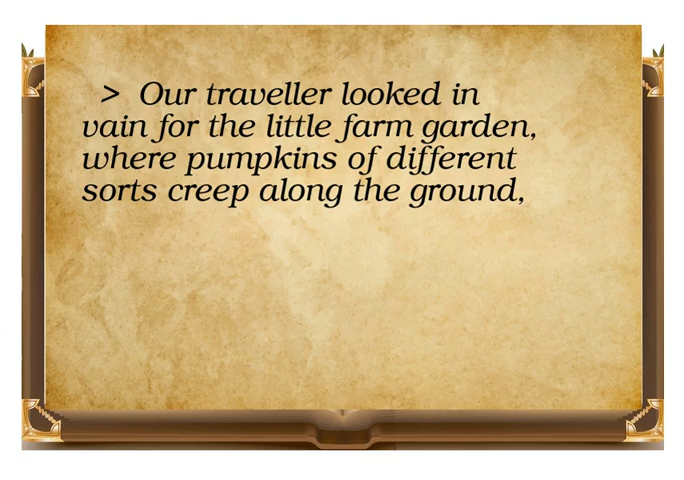 > Our traveller looked in
vain for the little farm garden,
where pumpkins of different
sorts creep along the ground,